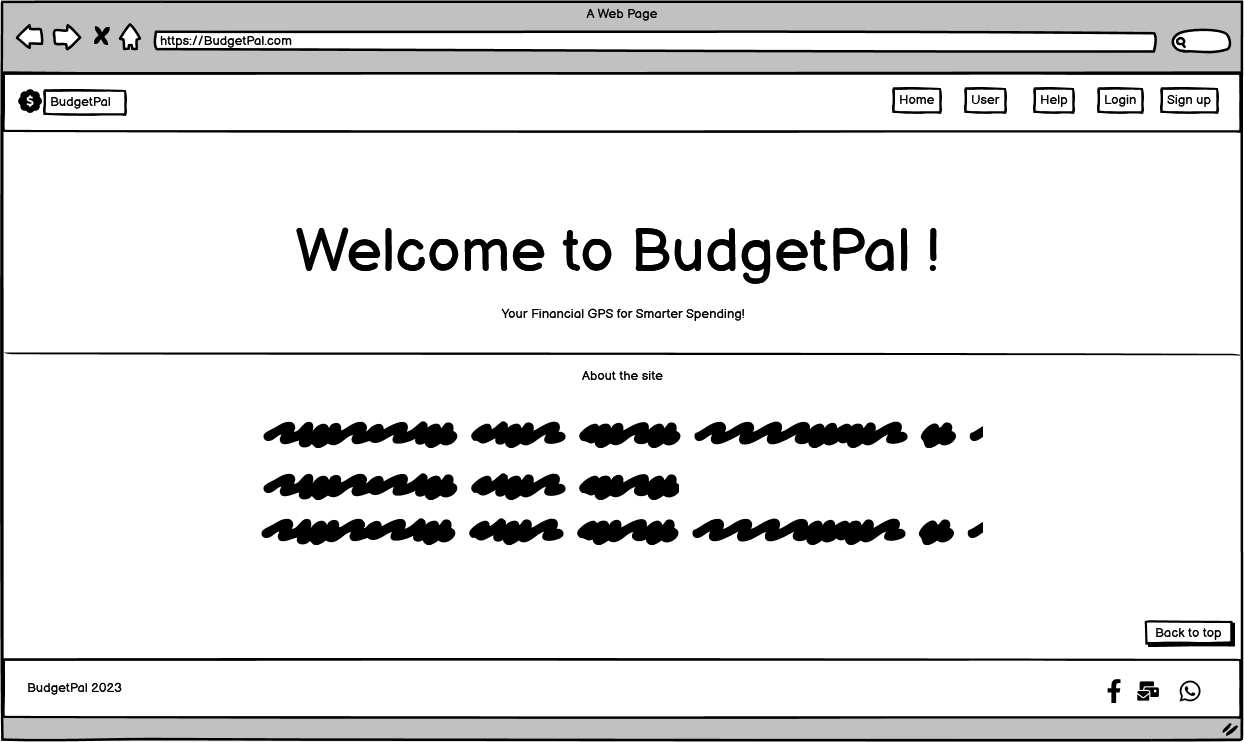 A Web Page
https://BudgetPal.com
$ BudgetPal Home User Help Login Sign up
Welcome to BudgetPal !
Your Financial GPS for Smarter Spending!
About the site
Back to top
BudgetPal 2023